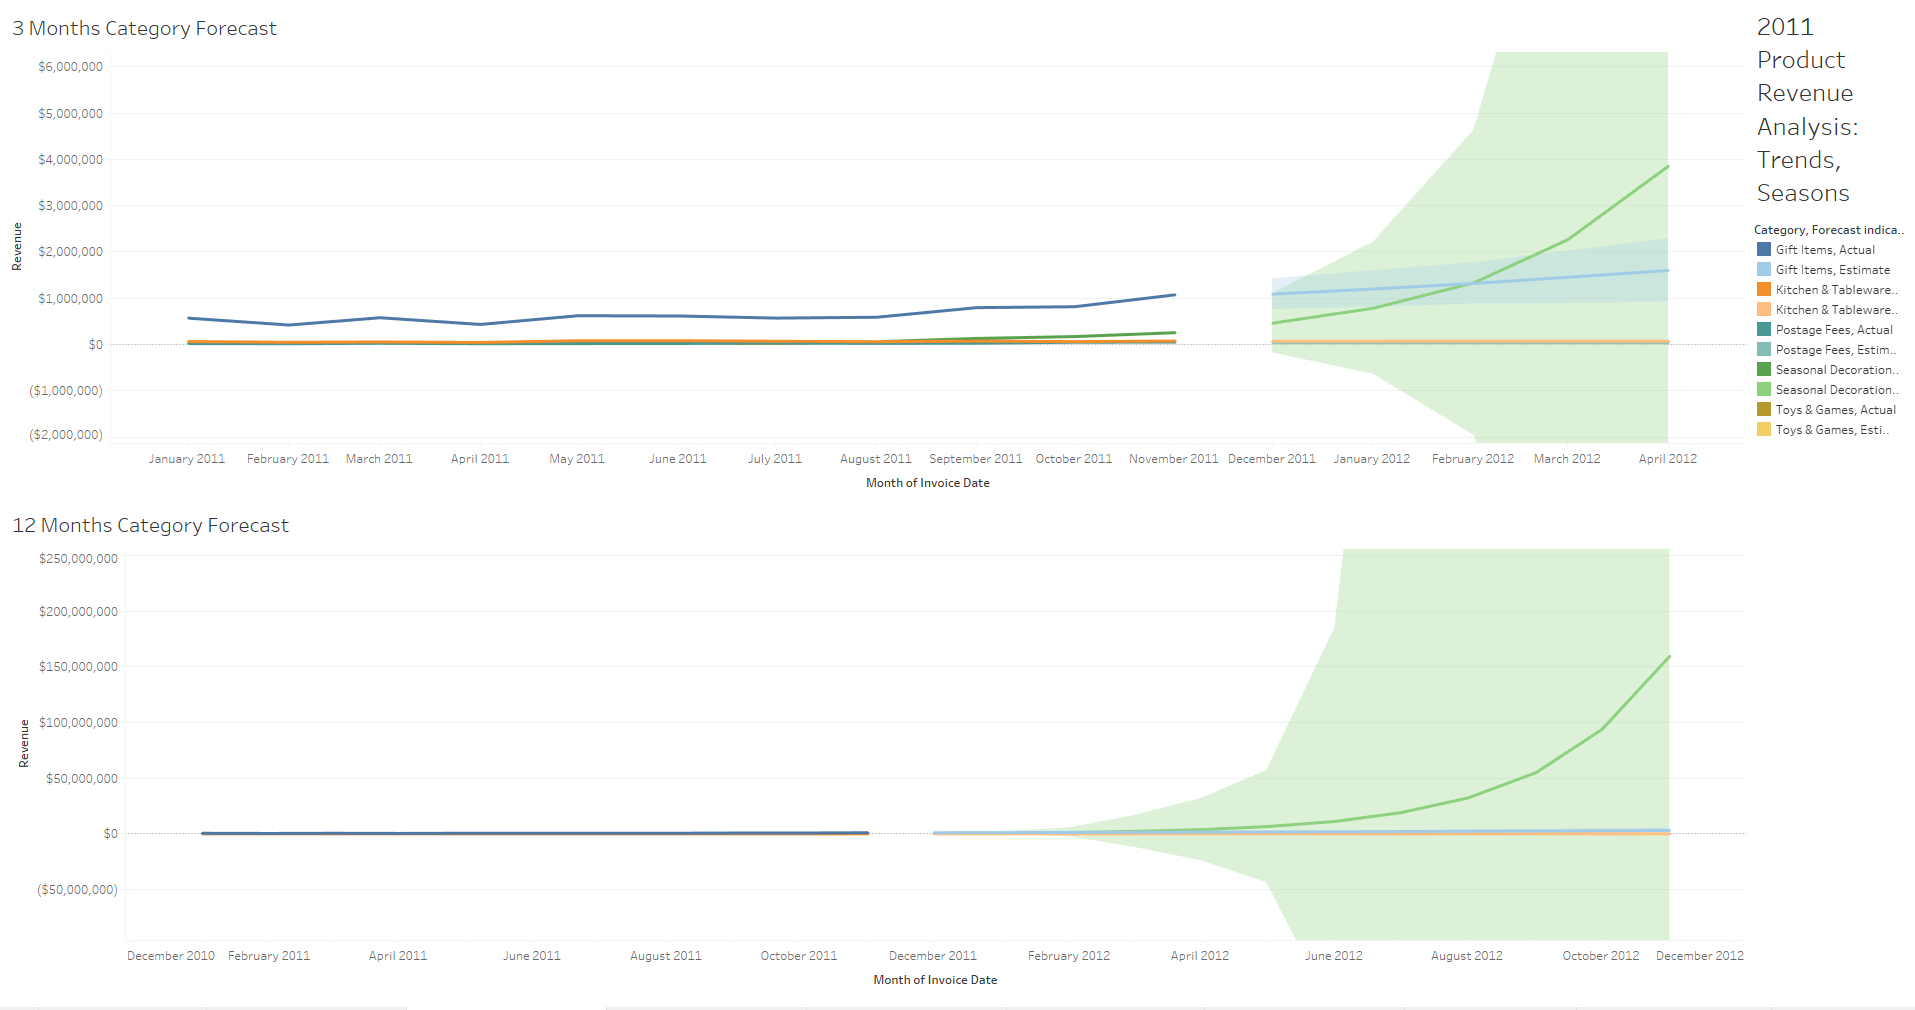 3 Months Category Forecast
$6,000,000
$5,000,000
$4,000,000
$3,000,000
$2,000,000
$1,000,000
$0
($1,000,000)
($2,000,000)
Revenue
January 2011 February 2011 March 2011 April 2011 May 2011 June 2011 July 2011 August 2011 September 2011 October 2011 November 2011 December 2011 January 2012 February 2012 March 2012 April 2012
Month of Invoice Date
2011
Product
Revenue
Analysis:
Trends,
Seasons
Category, Forecast indica..
Gift Items, Actual
Gift Items, Estimate
Kitchen & Tableware..
Kitchen & Tableware..
Postage Fees, Actual
Postage Fees, Estim..
Seasonal Decoration..
Seasonal Decoration..
Toys & Games, Actual
Toys & Games, Esti..
12 Months Category Forecast
$250,000,000
$200,000,000
$150,000,000
$100,000,000
$50,000,000
$0
($50,000,000)
Revenue
December 2010 February 2011 April 2011 June 2011 August 2011 October 2011 December 2011 February 2012 April 2012 June 2012 August 2012 October 2012 December 2012
Month of Invoice Date